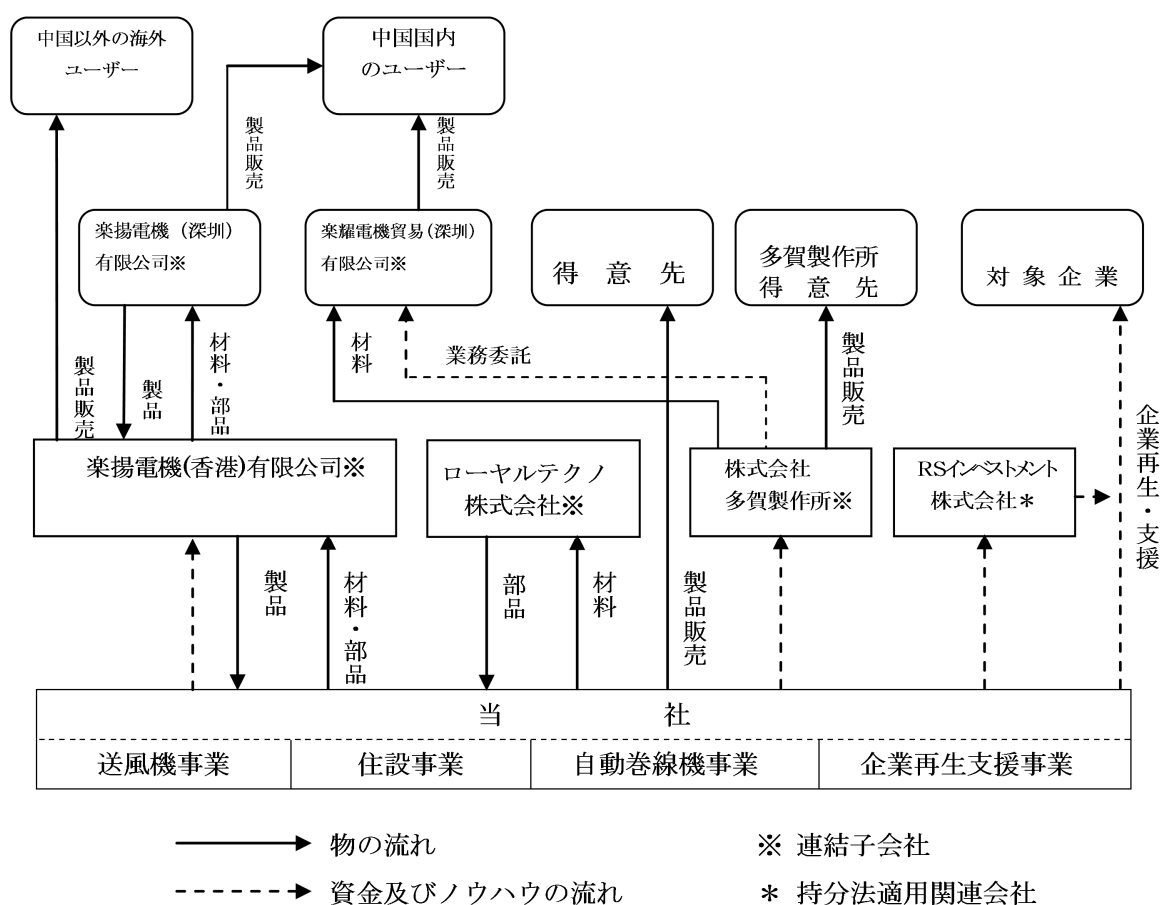 中国以外の海外
ユーザー
中国国内
のユーザー
製品販売
製品販売
楽揚電機（深圳）
有限公司※
楽耀電機貿易(深圳)
有限公司※
得　意　先
多賀製作所
得　意　先
対 象 企 業
製品販売
製品
材料・部品
材料
業務委託
製品販売
企業再生・支援
楽揚電機(香港)有限公司※
ローヤルテクノ
株式会社※
株式会社
多賀製作所※
RSインベストメント
株式会社＊
製品
材料・部品
部品
材料
製品販売
当　　　社
送風機事業
住設事業
自動巻線機事業
企業再生支援事業
物の流れ
※ 連結子会社
資金及びノウハウの流れ
＊ 持分法適用関連会社